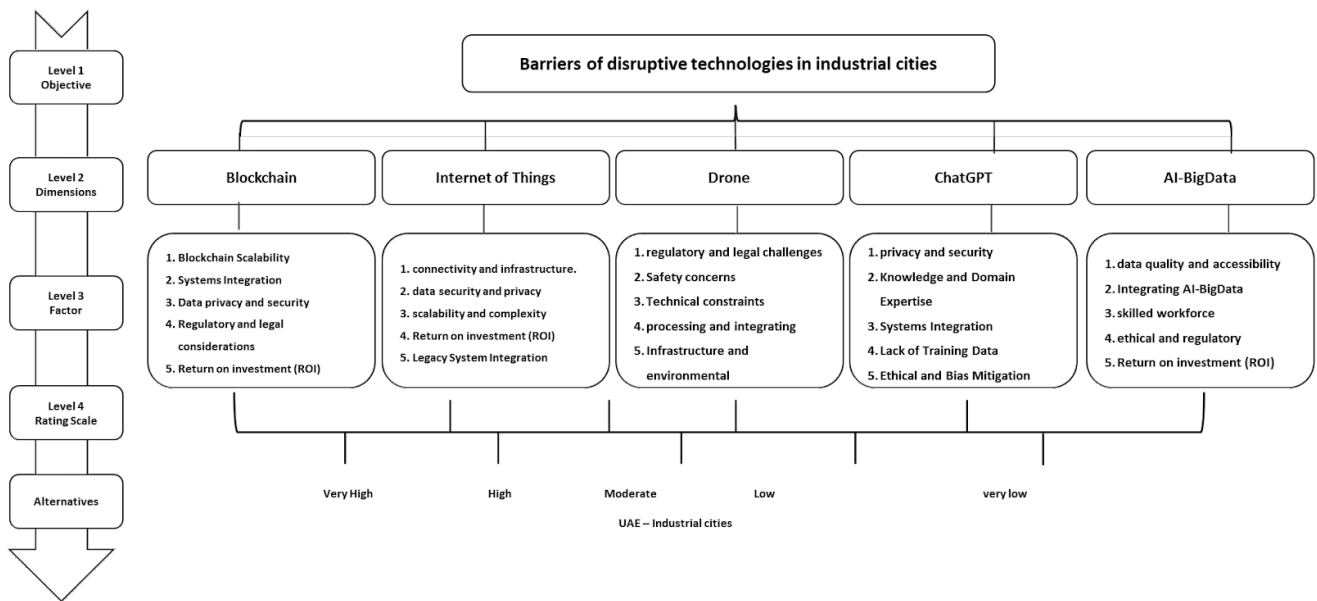 Barriers of disruptive technologies in industrial cities
Level 1
Objective
Level 2
Dimensions
Blockchain
Internet of Things
Drone
ChatGPT
AI-BigData
Level 3
Factor
1. Blockchain Scalability
2. Systems Integration
3. Data privacy and security
4. Regulatory and legal
considerations
5. Return on investment (ROI)
1. connectivity and infrastructure.
2. data security and privacy
3. scalability and complexity
4. Return on investment (ROI)
5. Legacy System Integration
1. regulatory and legal challenges
2. Safety concerns
3. Technical constraints
4. processing and integrating
5. Infrastructure and
environmental
1. privacy and security
2. Knowledge and Domain
Expertise
3. Systems Integration
4. Lack of Training Data
5. Ethical and Bias Mitigation
1. data quality and accessibility
2. Integrating AI-BigData
3. skilled workforce
4. ethical and regulatory
5. Return on investment (ROI)
Level 4
Rating Scale
Alternatives
Very High
High
Moderate
Low
very low
UAE – Industrial cities